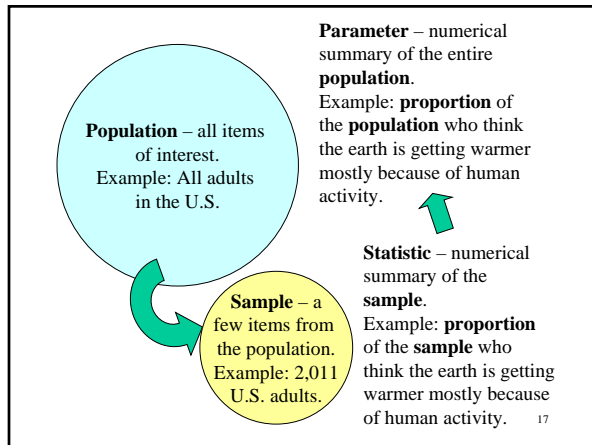 Population – all items
of interest.
Example: All adults
in the U.S.
Sample – a
few items from
the population.
Example: 2,011
U.S. adults.
Parameter – numerical
summary of the entire
population.
Example: proportion of
the population who think
the earth is getting warmer
mostly because of human
activity.
Statistic – numerical
summary of the
sample.
Example: proportion
of the sample who
think the earth is getting
warmer mostly because
of human activity.
17